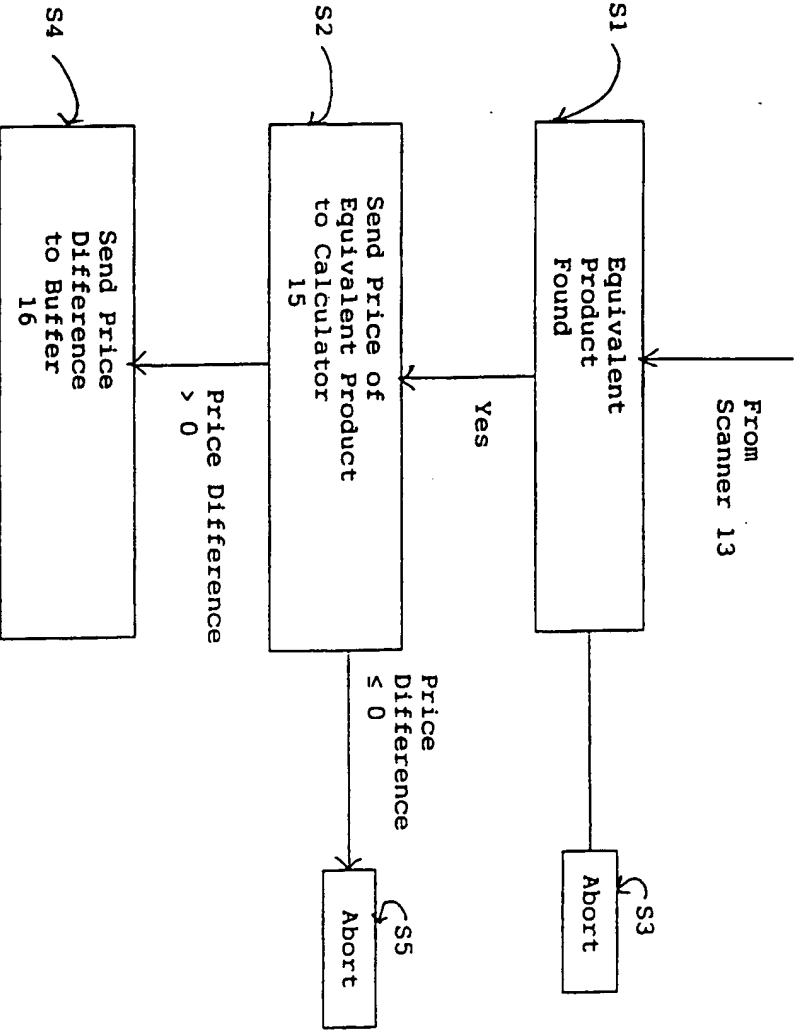 From
Scanner 13
S1
Equivalent
Product
Found
S3
Abort
Yes
S2
Send Price of
Equivalent Product
to Calculator
15
Price
Difference
≤ 0
S5
Abort
Price Difference
> 0
S4
Send Price
Difference
to Buffer
16